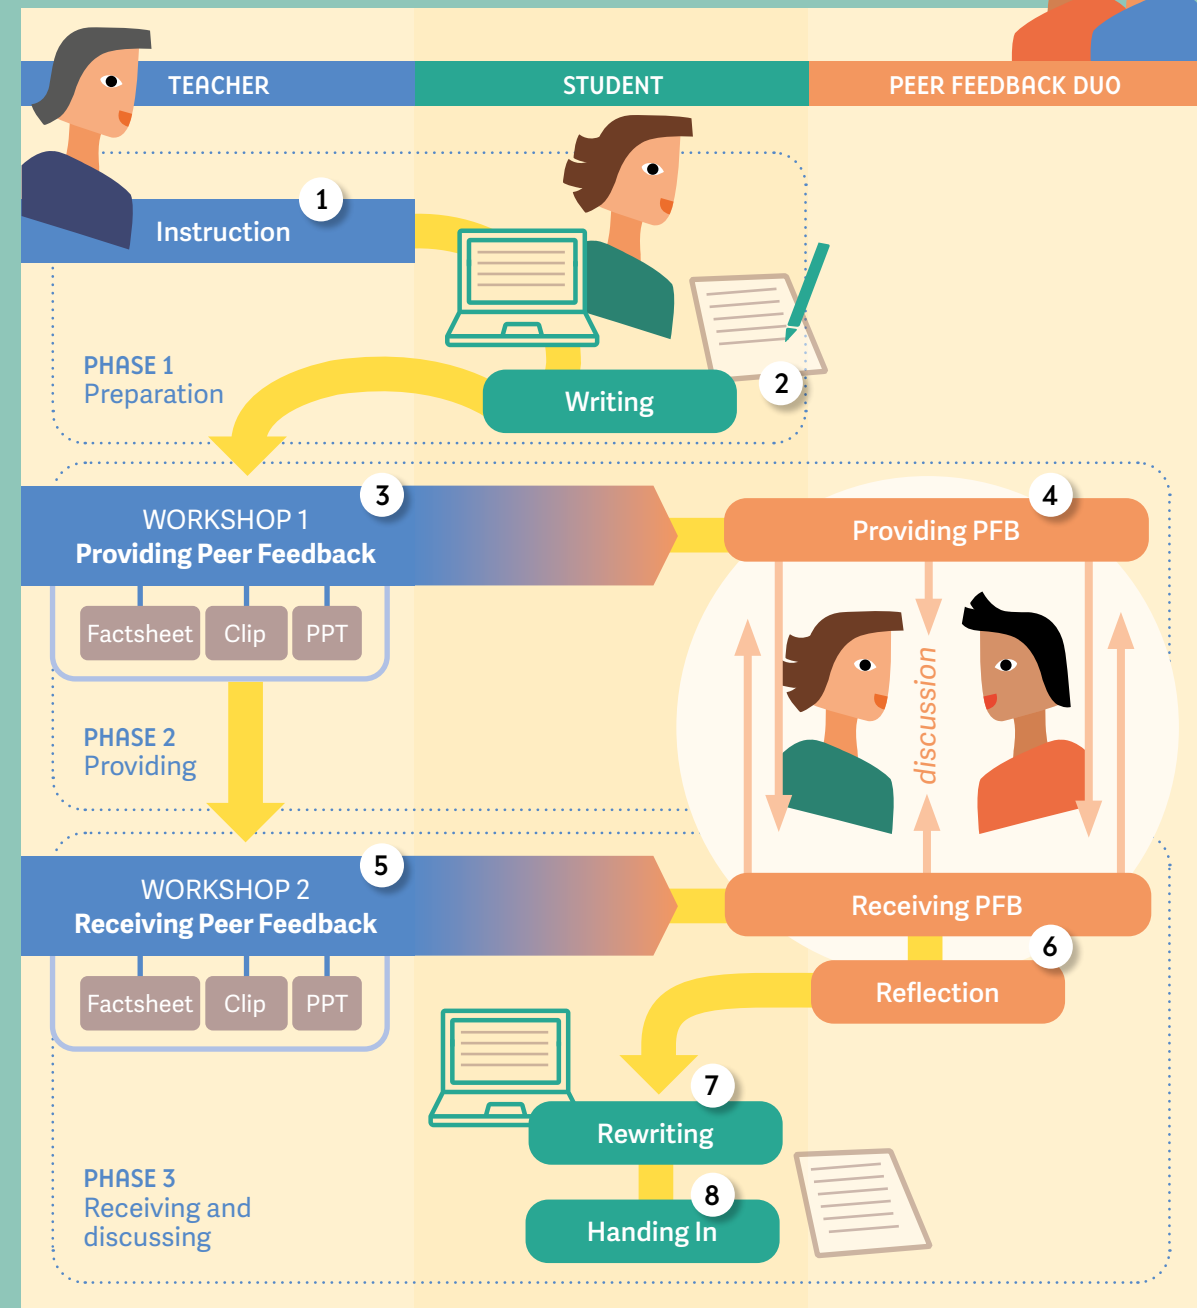 TEACHER
STUDENT
PEER FEEDBACK DUO
1
Instruction
PHASE 1
Preparation
2
Writing
3
WORKSHOP 1
Providing Peer Feedback
Factsheet
Clip
PPT
4
Providing PFB
discussion
PHASE 2
Providing
5
WORKSHOP 2
Receiving Peer Feedback
Factsheet
Clip
PPT
Receiving PFB
6
Reflection
7
Rewriting
8
Handing In
PHASE 3
Receiving and
discussing